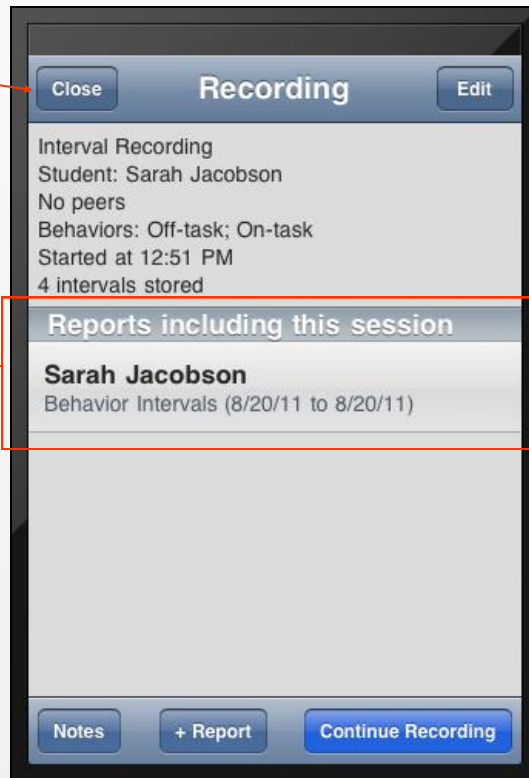 Close Recording Edit
Interval Recording
Student: Sarah Jacobson
No peers
Behaviors: Off-task; On-task
Started at 12:51 PM
4 intervals stored
Reports including this session
Sarah Jacobson
Behavior Intervals (8/20/11 to 8/20/11)
Notes + Report Continue Recording